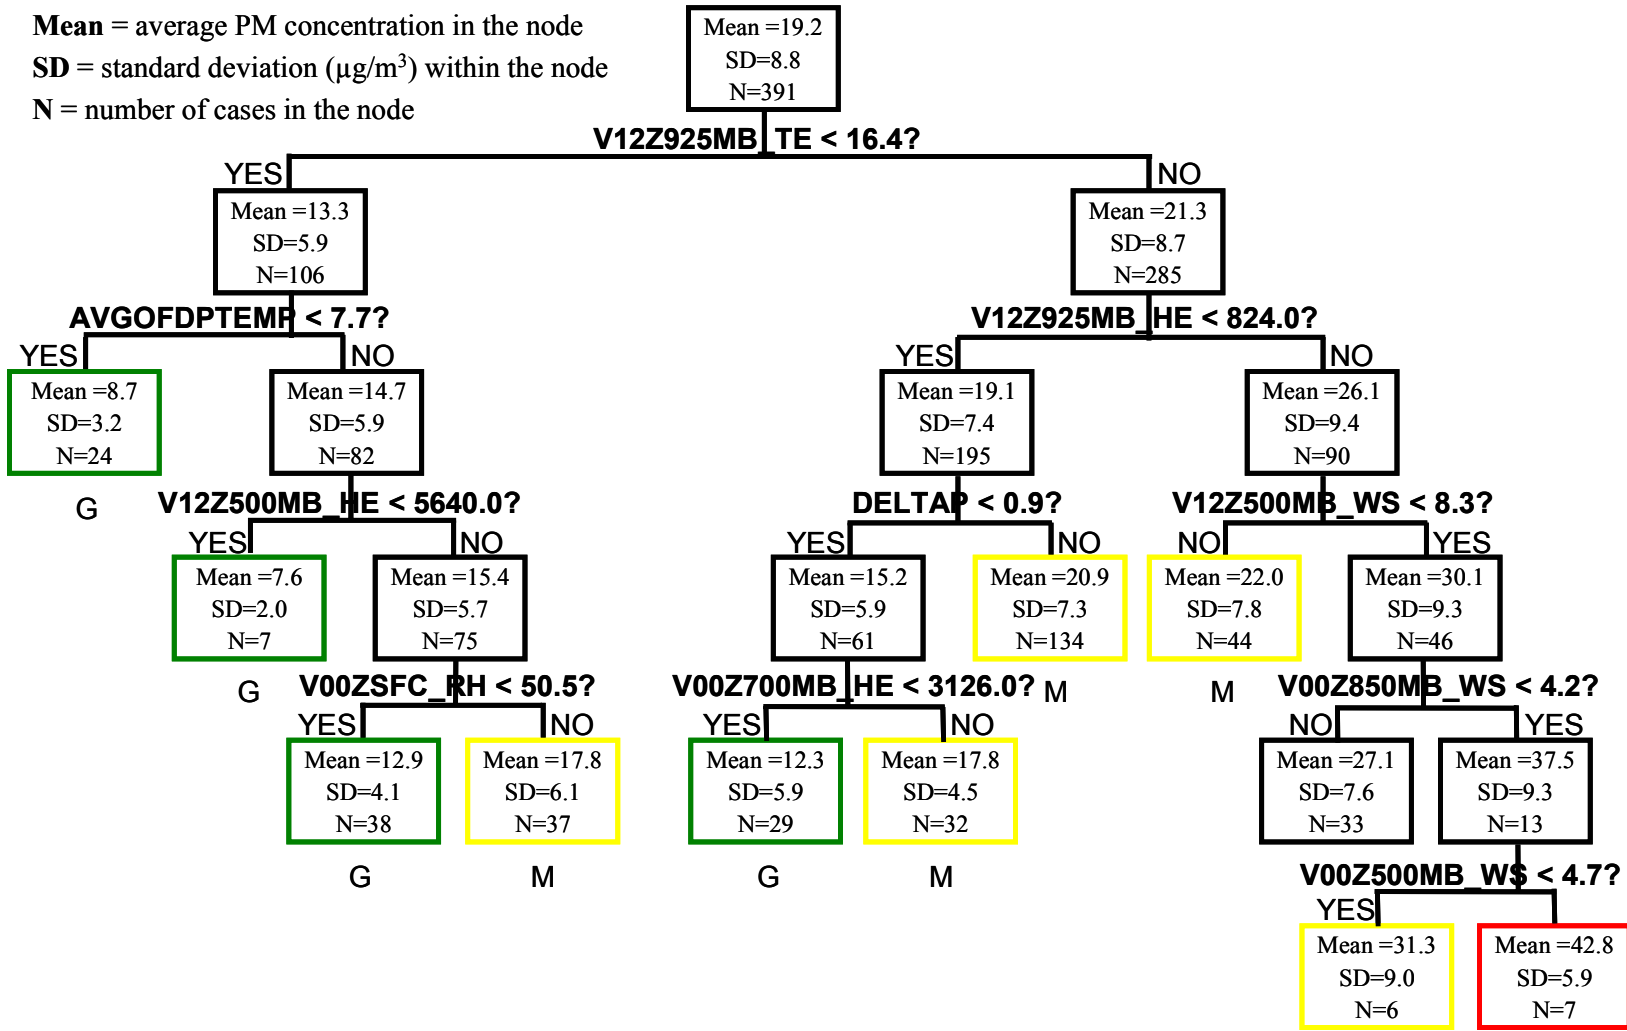 Mean = average PM concentration in the node
SD = standard deviation (µg/m³) within the node
N = number of cases in the node
Mean =19.2
SD=8.8
N=391
V12Z925MB_TE < 16.4?
YES
NO
Mean =13.3
SD=5.9
N=106
Mean =21.3
SD=8.7
N=285
AVGOFDPTEMP < 7.7?
V12Z925MB_HE < 824.0?
YES
NO
YES
NO
Mean =8.7
SD=3.2
N=24
G
Mean =14.7
SD=5.9
N=82
Mean =19.1
SD=7.4
N=195
Mean =26.1
SD=9.4
N=90
V12Z500MB_HE < 5640.0?
DELTAP < 0.9?
V12Z500MB_WS < 8.3?
YES
NO
YES
NO
NO
YES
Mean =7.6
SD=2.0
N=7
G
Mean =15.4
SD=5.7
N=75
Mean =15.2
SD=5.9
N=61
Mean =20.9
SD=7.3
N=134
M
Mean =22.0
SD=7.8
N=44
M
Mean =30.1
SD=9.3
N=46
V00ZSFC_RH < 50.5?
V00Z700MB_HE < 3126.0?
V00Z850MB_WS < 4.2?
YES
NO
YES
NO
NO
YES
Mean =12.9
SD=4.1
N=38
G
Mean =17.8
SD=6.1
N=37
M
Mean =12.3
SD=5.9
N=29
G
Mean =17.8
SD=4.5
N=32
M
Mean =27.1
SD=7.6
N=33
Mean =37.5
SD=9.3
N=13
V00Z500MB_WS < 4.7?
YES
Mean =31.3
SD=9.0
N=6
Mean =42.8
SD=5.9
N=7